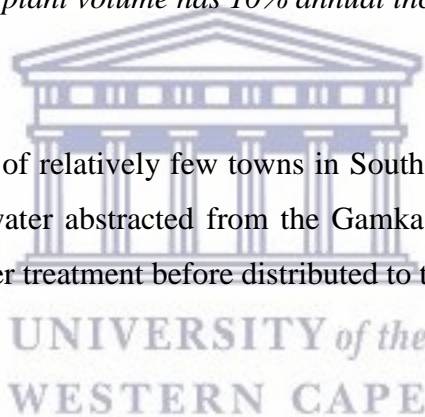 plant volume has 10% annual inc
of relatively few towns in South
water abstracted from the Gamka
er treatment before distributed to t
UNIVERSITY of the
WESTERN CAPE